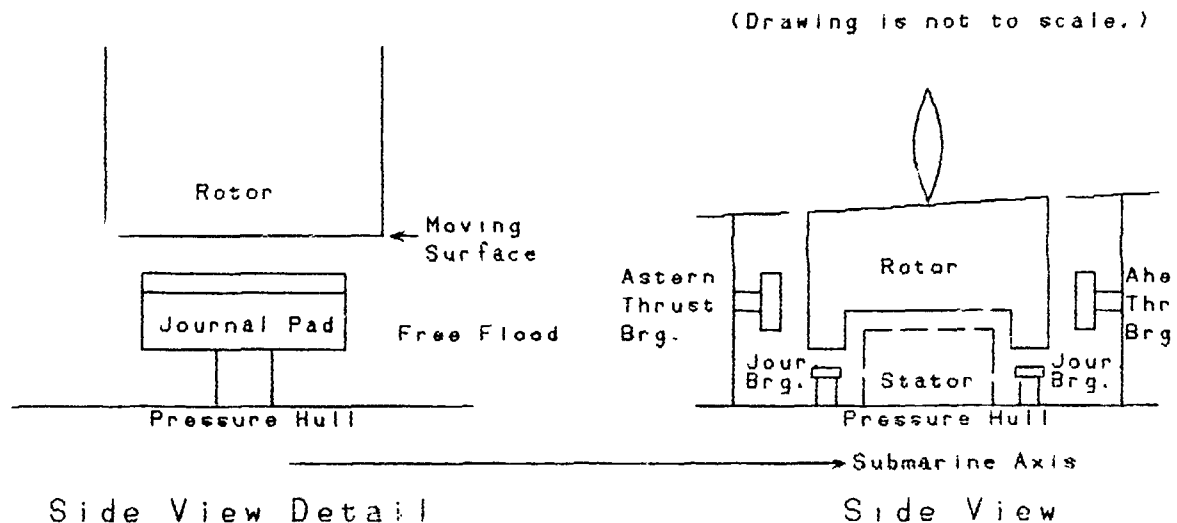 (Drawing is not to scale.)
Rotor
Moving
Surface
Journal Pad
Free Flood
Pressure Hull
Astern
Thrust
Brg.
Rotor
Ahe
Thr
Brg
Jour.
Brg.
Stator
Jour.
Brg.
Pressure Hull
Submarine Axis
Side View Detail
Side View